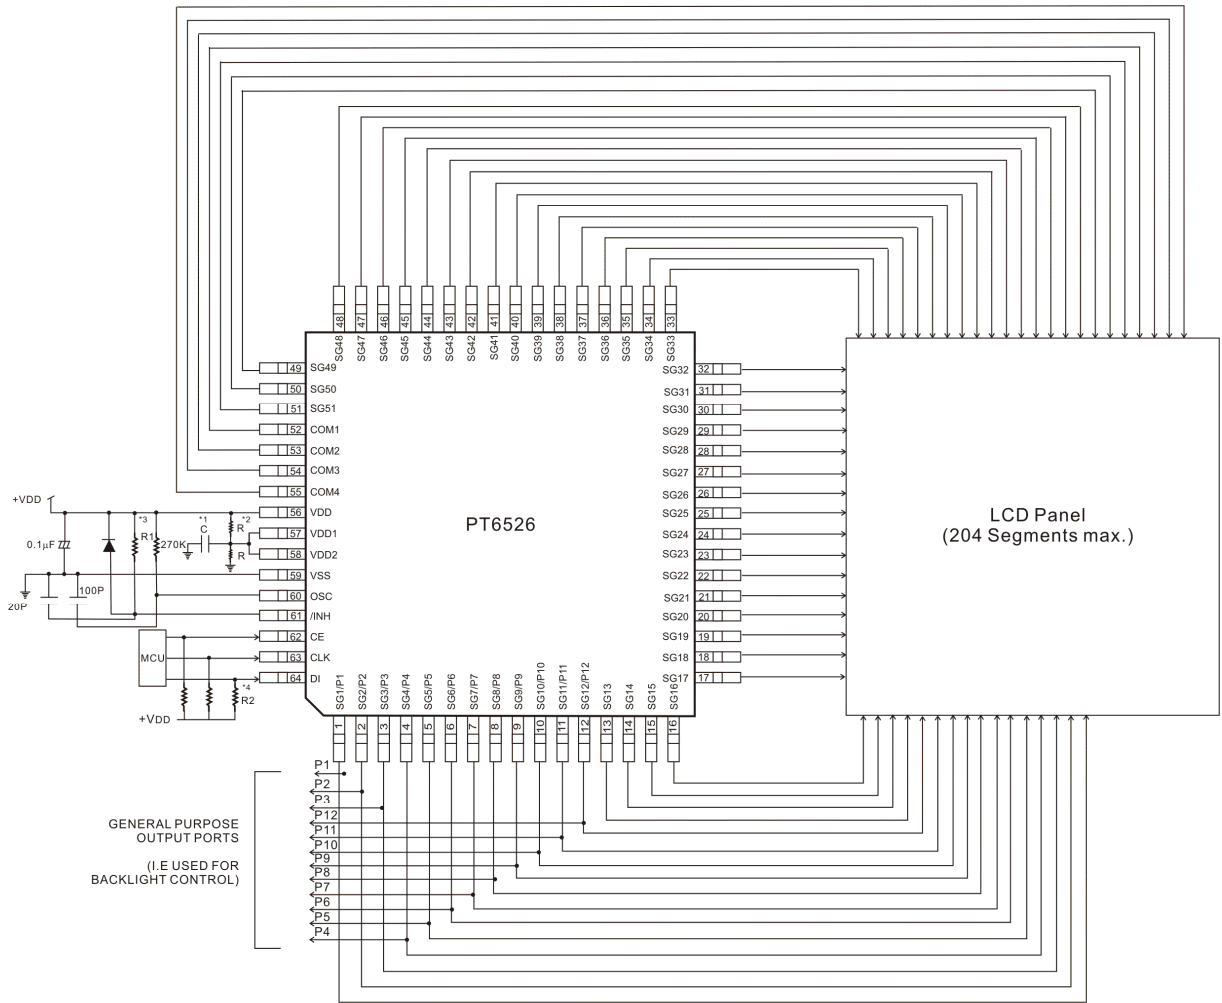 48
47
46
45
44
43
42
41
40
39
38
37
36
35
34
33
SG48
SG47
SG46
SG45
SG44
SG43
SG42
SG41
SG40
SG39
SG38
SG37
SG36
SG35
SG34
SG33
49 SG49
50 SG50
51 SG51
52 COM1
53 COM2
54 COM3
55 COM4
56 VDD
57 VDD1
58 VDD2
59 VSS
60 OSC
61 /INH
62 CE
63 CLK
64 DI
SG32 32
SG31 31
SG30 30
SG29 29
SG28 28
SG27 27
SG26 26
SG25 25
SG24 24
SG23 23
SG22 22
SG21 21
SG20 20
SG19 19
SG18 18
SG17 17
+VDD
0.1µF
*3
R1
270K
*1
C
*2
R
R
20P
100P
MCU
*4
R2
+VDD
PT6526
LCD Panel
(204 Segments max.)
SG1/P1
SG2/P2
SG3/P3
SG4/P4
SG5/P5
SG6/P6
SG7/P7
SG8/P8
SG9/P9
SG10/P10
SG11/P11
SG12/P12
SG13
SG14
SG15
SG16
1
2
3
4
5
6
7
8
9
10
11
12
13
14
15
16
P1
P2
P3
P12
P11
P10
P9
P8
P7
P6
P5
P4
GENERAL PURPOSE
OUTPUT PORTS
(I.E USED FOR
BACKLIGHT CONTROL)